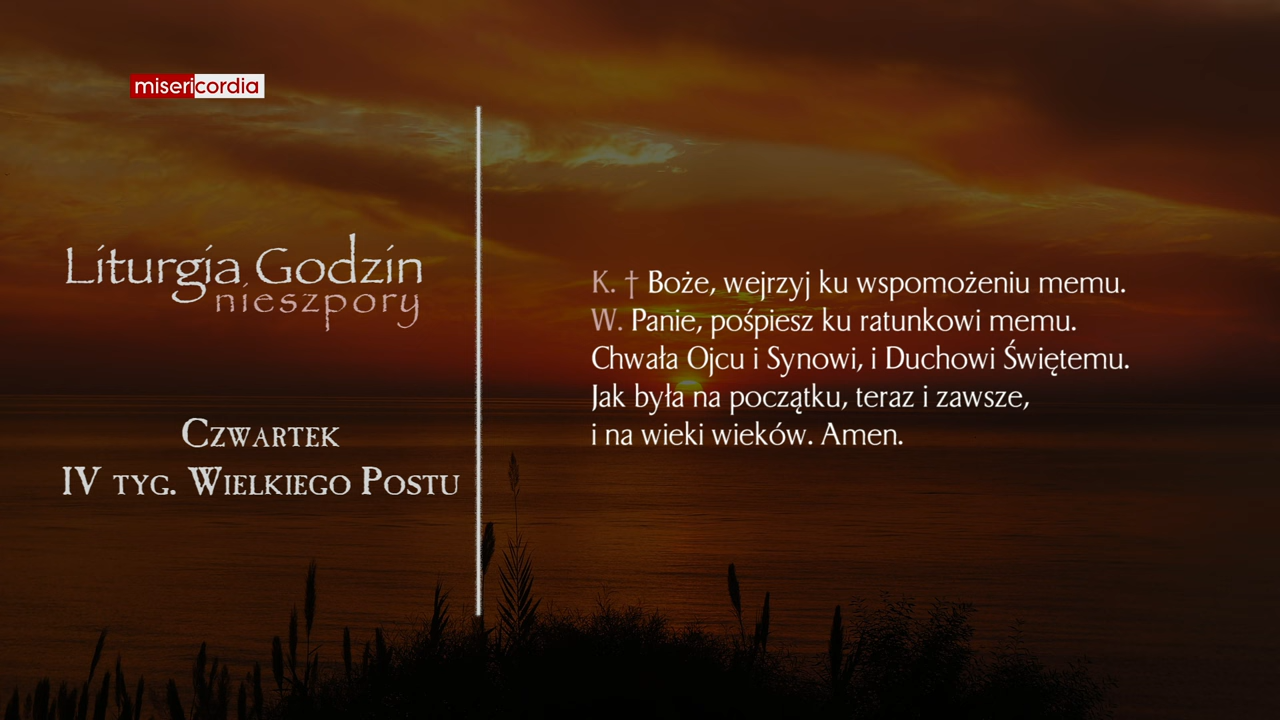 misericordia
Liturgia Godzin
nieszpory
Czwartek
IV tyg. Wielkiego Postu
K. † Boże, wejrzyj ku wspomożeniu memu.
W. Panie, pośpiesz ku ratunkowi memu.
Chwała Ojcu i Synowi, i Duchowi Świętemu.
Jak była na początku, teraz i zawsze,
i na wieki wieków. Amen.